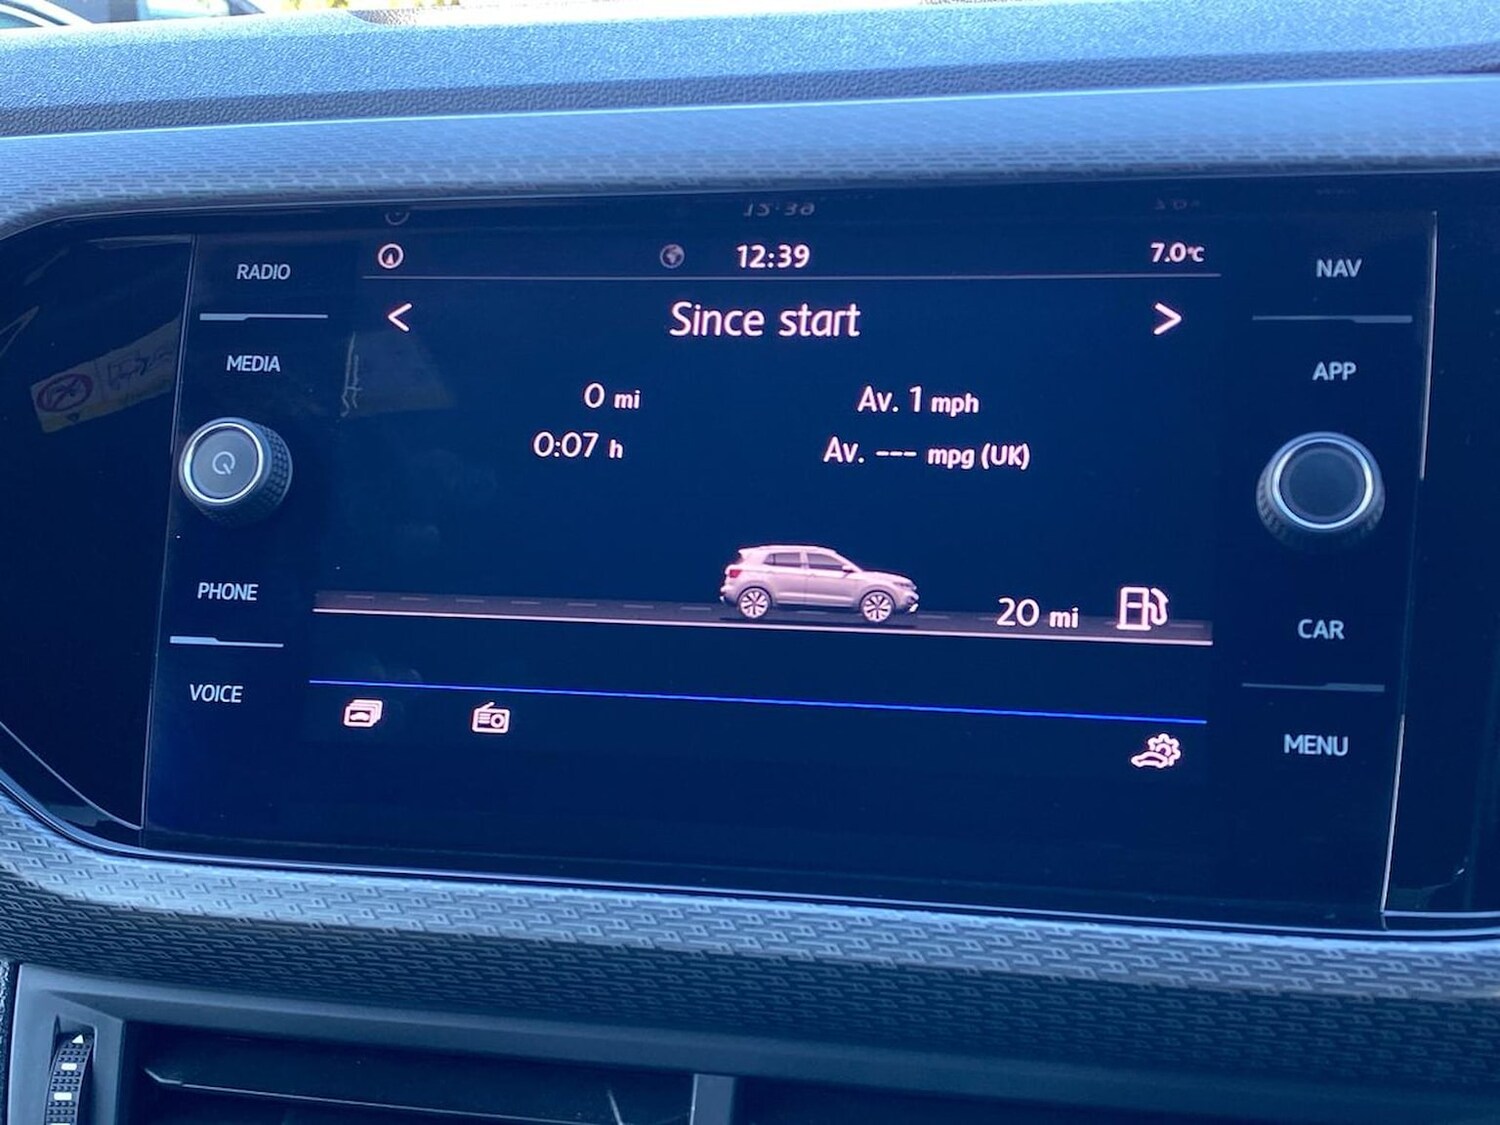 12:39
7.0°C
RADIO
NAV
< Since start >
MEDIA
APP
0 mi
Av. 1 mph
0:07 h
Av. --- mpg (UK)
PHONE
20 mi
CAR
VOICE
MENU